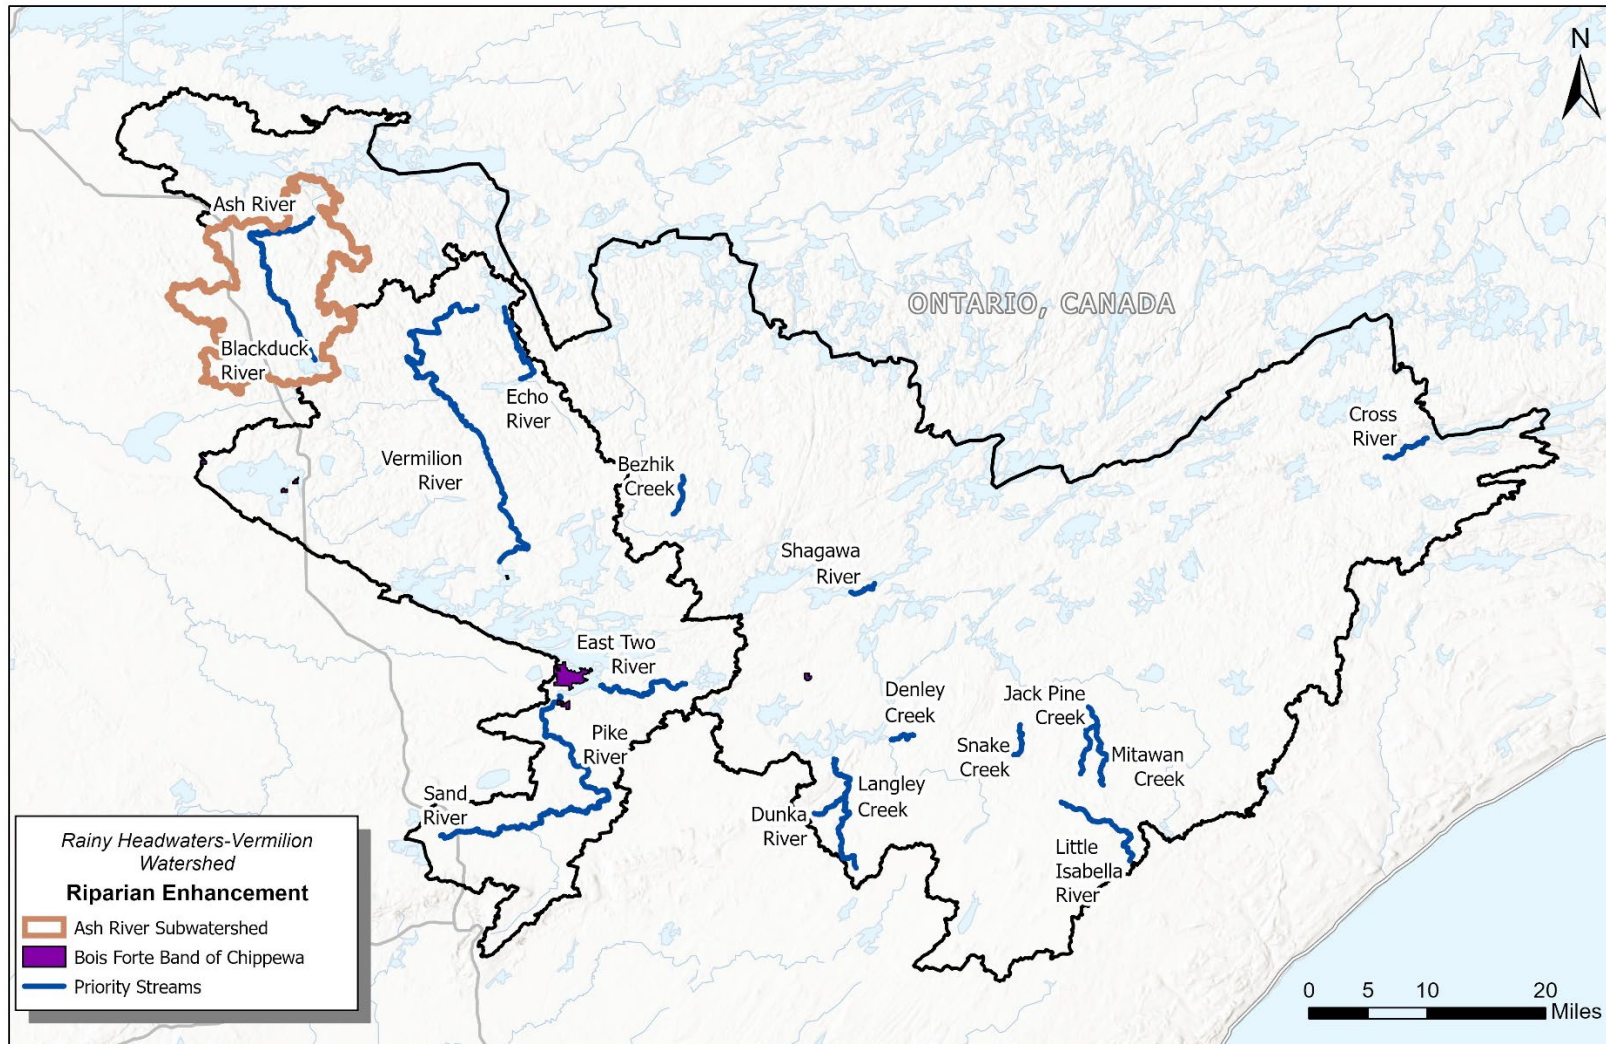 N
Ash River
ONTARIO, CANADA
Blackduck
River
Echo
River
Cross
River
Vermilion
River
Bezhik
Creek
Shagawa
River
East Two
River
Denley
Creek
Jack Pine
Creek
Pike
River
Snake
Creek
Mitawan
Creek
Sand
River
Langley
Creek
Dunka
River
Little
Isabella
River
Rainy Headwaters-Vermilion
Watershed
Riparian Enhancement
Ash River Subwatershed
Bois Forte Band of Chippewa
Priority Streams
0 5 10 20
Miles